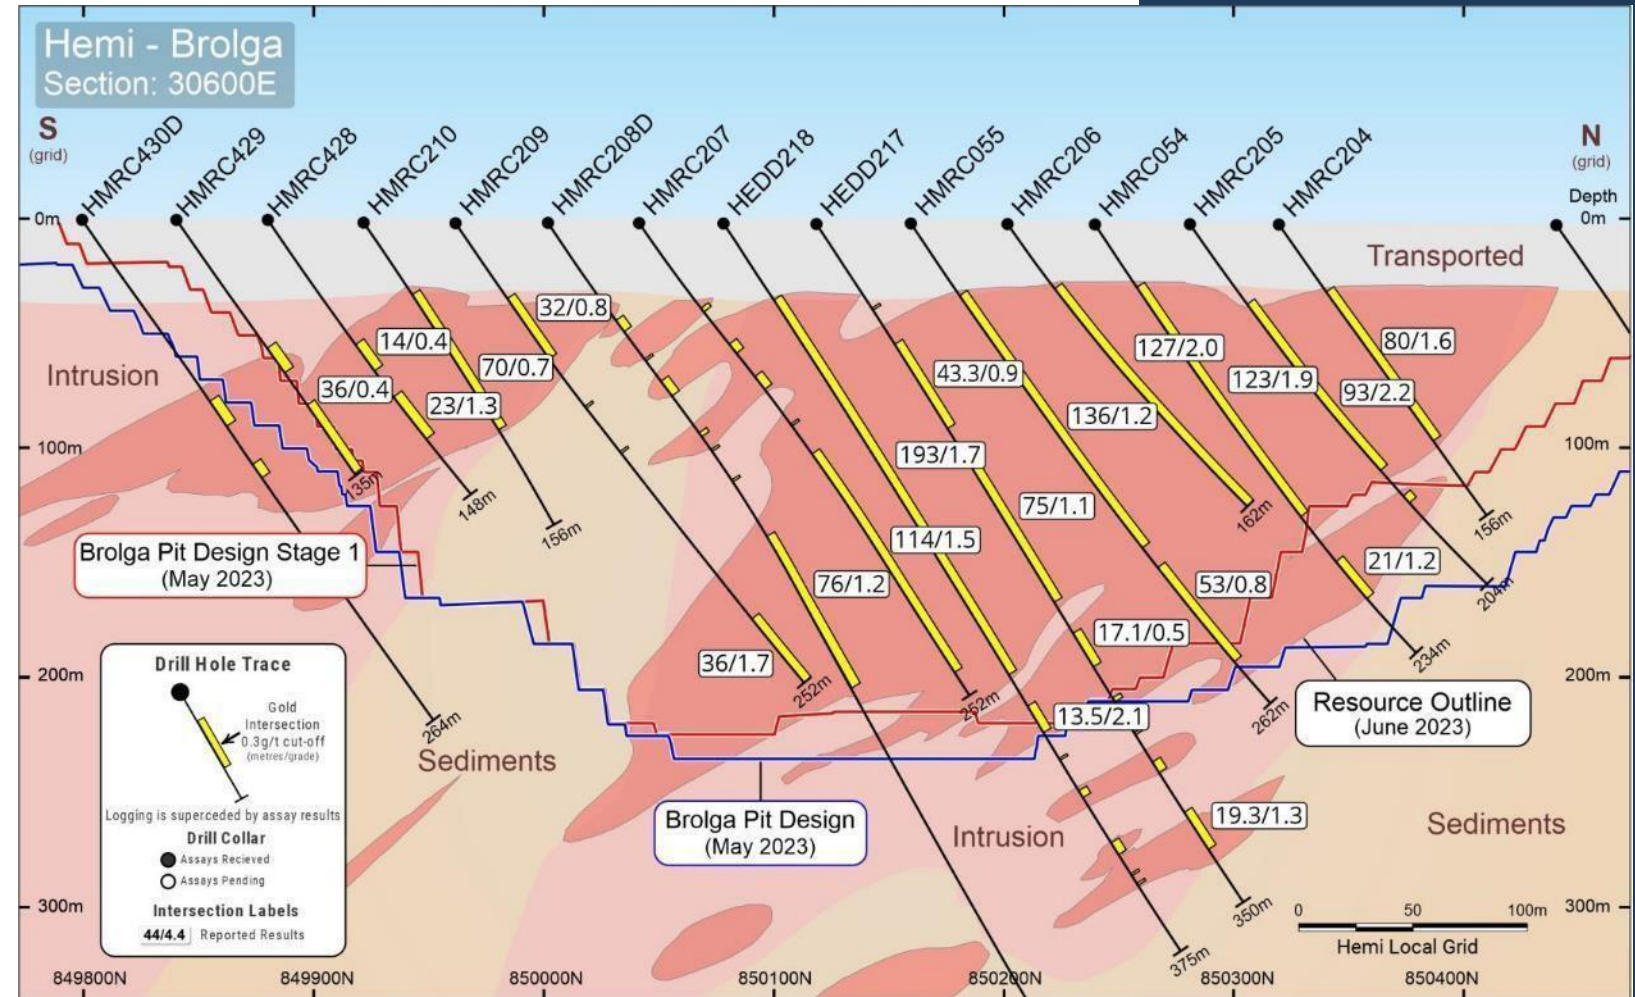 Hemi - Brolga
Section: 30600E
S
(grid)
HMRC430D
HMRC429
HMRC428
HMRC210
HMRC209
HMRC208D
HMRC207
HEDD218
HEDD217
HMRC055
HMRC206
HMRC054
HMRC205
HMRC204
N
(grid)
Depth
0m
0m
Transported
32/0.8
14/0.4
70/0.7
127/2.0
80/1.6
Intrusion
36/0.4
23/1.3
43.3/0.9
123/1.9
93/2.2
136/1.2
100m
100m
193/1.7
135m
148m
156m
75/1.1
162m
156m
114/1.5
Brolga Pit Design Stage 1
(May 2023)
76/1.2
53/0.8
21/1.2
204m
17.1/0.5
36/1.7
234m
200m
252m
252m
262m
264m
13.5/2.1
Resource Outline
(June 2023)
Drill Hole Trace
Gold
Intersection
0.3g/t cut-off
(metres/grade)
Logging is superceded by assay results
Drill Collar
Assays Recieved
Assays Pending
Intersection Labels
44/4.4 Reported Results
Sediments
Brolga Pit Design
(May 2023)
Intrusion
19.3/1.3
Sediments
300m
350m
375m
300m
0 50 100m
Hemi Local Grid
849800N
849900N
850000N
850100N
850200N
850300N
850400N